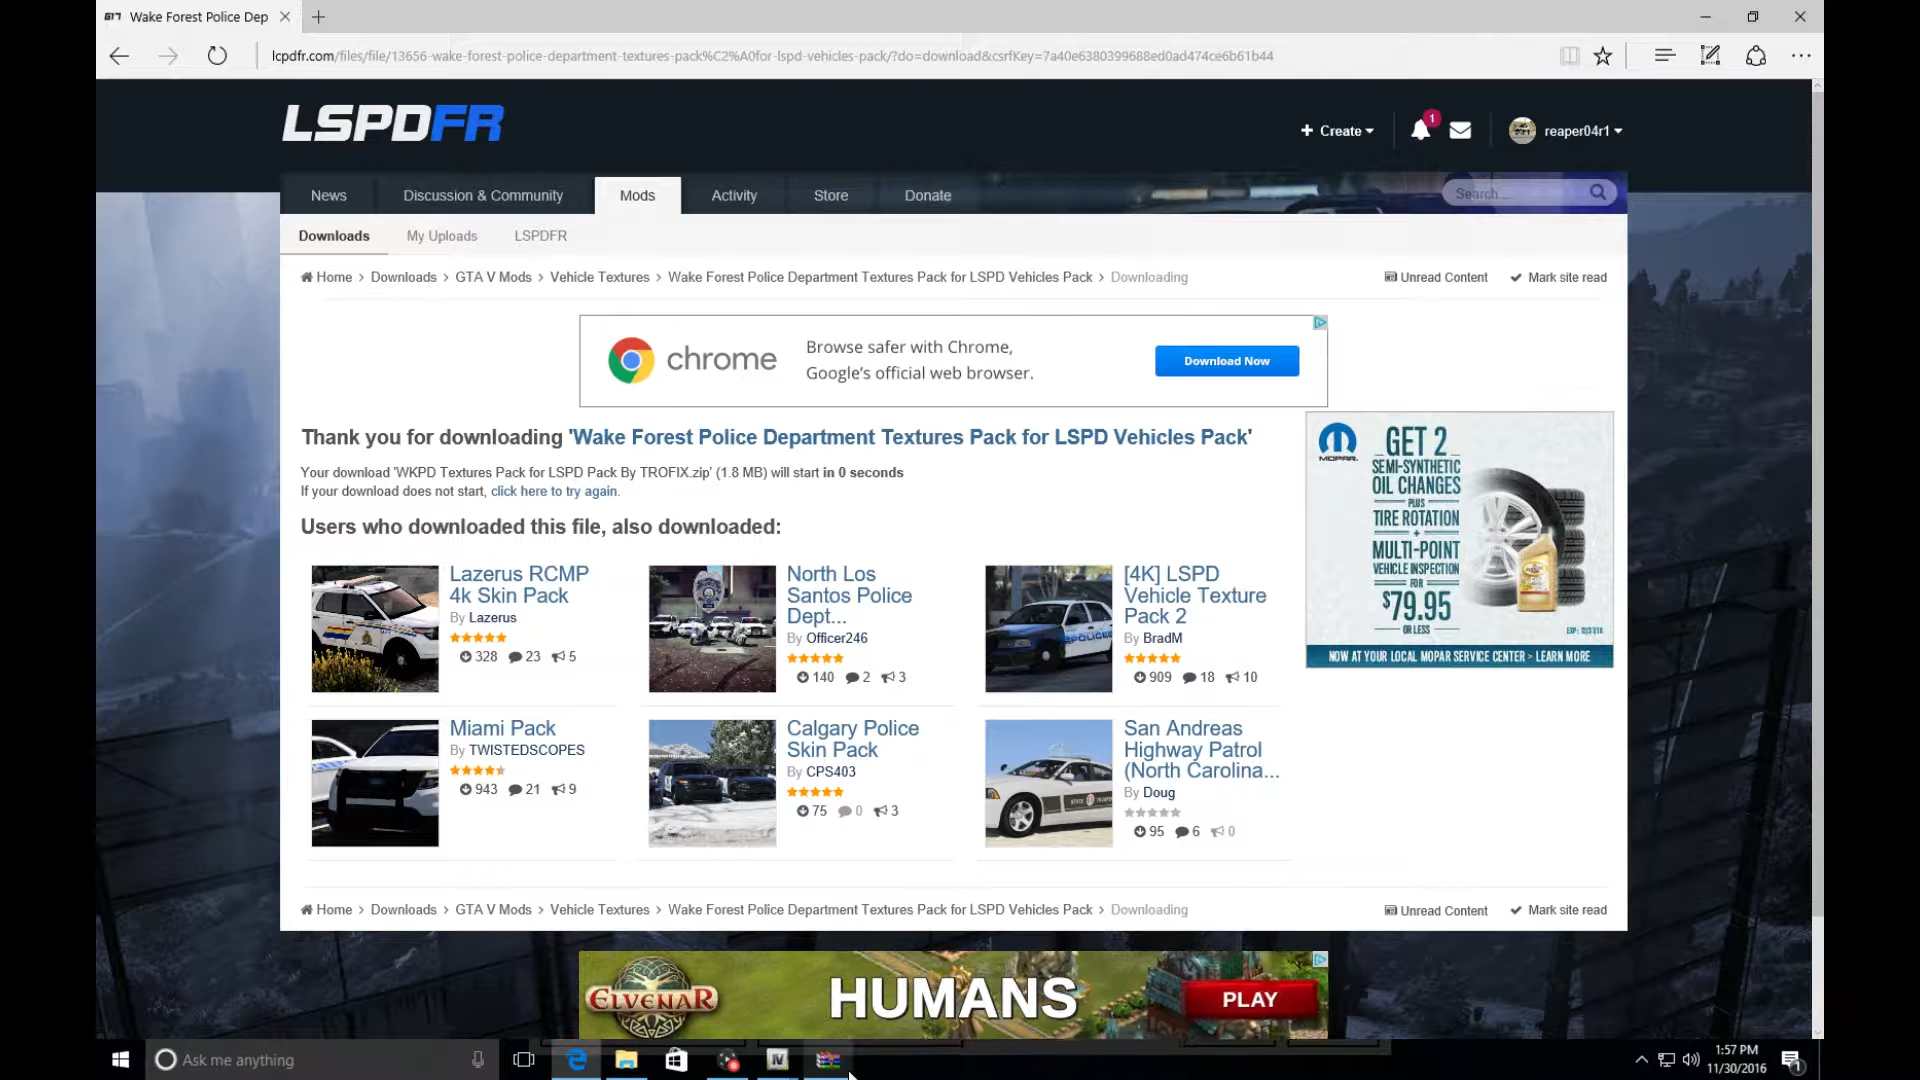 Wake Forest Police Dep
lcpdfr.com/files/file/13656-wake-forest-police-department-textures-pack%C2%A0for-lspd-vehicles-pack/?do=download&csrfKey=7a40e6380399688ed0ad474ce6b61b44
LSPDFR
+ Create
1
reaper04r1
News
Discussion & Community
Mods
Activity
Store
Donate
Search...
Downloads
My Uploads
LSPDFR
Home > Downloads > GTA V Mods > Vehicle Textures > Wake Forest Police Department Textures Pack for LSPD Vehicles Pack > Downloading
Unread Content
Mark site read
chrome
Browse safer with Chrome,
Google's official web browser.
Download Now
Thank you for downloading 'Wake Forest Police Department Textures Pack for LSPD Vehicles Pack'
Your download 'WKPD Textures Pack for LSPD Pack By TROFIX.zip' (1.8 MB) will start in 0 seconds
If your download does not start, click here to try again.
MOPAR.
GET 2
SEMI-SYNTHETIC
OIL CHANGES
PLUS
TIRE ROTATION
+
MULTI-POINT
VEHICLE INSPECTION
FOR
$79.95
OR LESS
NOW AT YOUR LOCAL MOPAR SERVICE CENTER > LEARN MORE
Users who downloaded this file, also downloaded:
Lazerus RCMP
4k Skin Pack
By Lazerus
328 23 5
North Los
Santos Police
Dept...
By Officer246
140 2 3
[4K] LSPD
Vehicle Texture
Pack 2
By BradM
909 18 10
Miami Pack
By TWISTEDSCOPES
943 21 9
Calgary Police
Skin Pack
By CPS403
75 0 3
San Andreas
Highway Patrol
(North Carolina...
By Doug
95 6 0
Home > Downloads > GTA V Mods > Vehicle Textures > Wake Forest Police Department Textures Pack for LSPD Vehicles Pack > Downloading
Unread Content
Mark site read
ELVENAR
HUMANS
PLAY
Ask me anything
IV
1:57 PM
11/30/2016
1